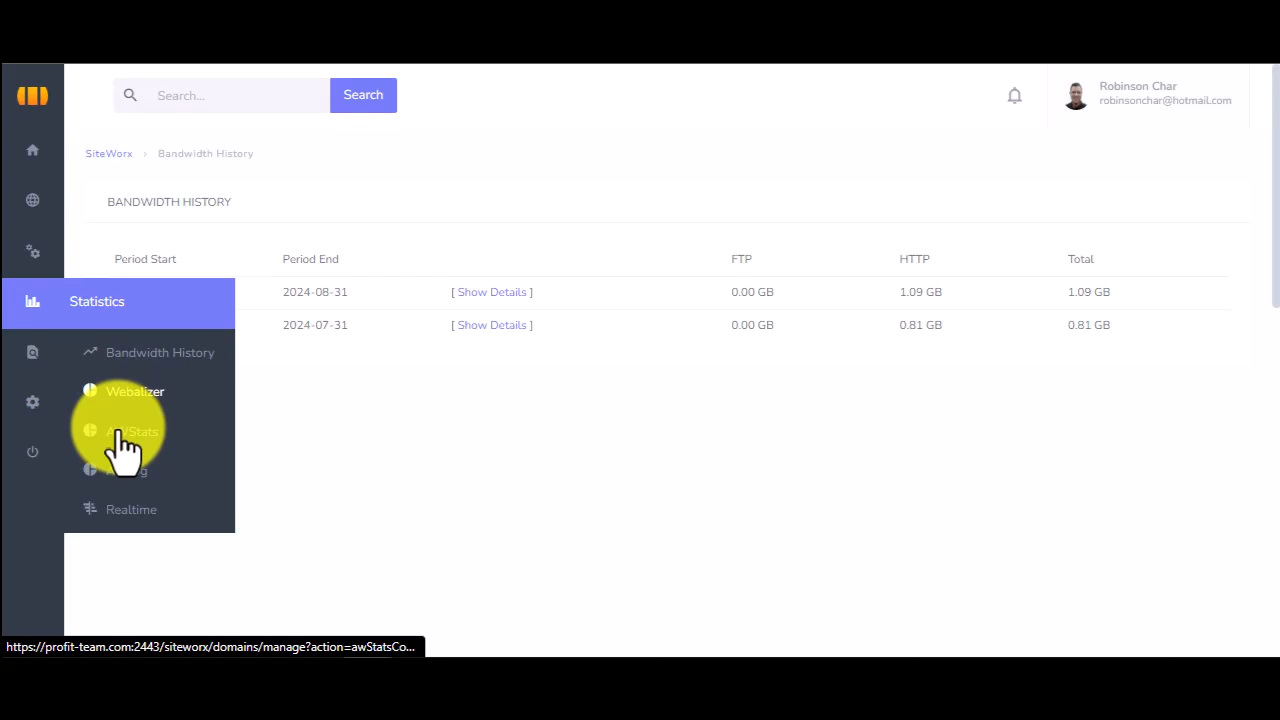 Search...
Search
Robinson Char
robinsonchar@hotmail.com
SiteWorx › Bandwidth History
BANDWIDTH HISTORY
Period Start Period End FTP HTTP Total
2024-08-31 [ Show Details ] 0.00 GB 1.09 GB 1.09 GB
2024-07-31 [ Show Details ] 0.00 GB 0.81 GB 0.81 GB
Statistics
Bandwidth History
Webalizer
AWStats
Realtime
https://profit-team.com:2443/siteworx/domains/manage?action=awStatsCo...